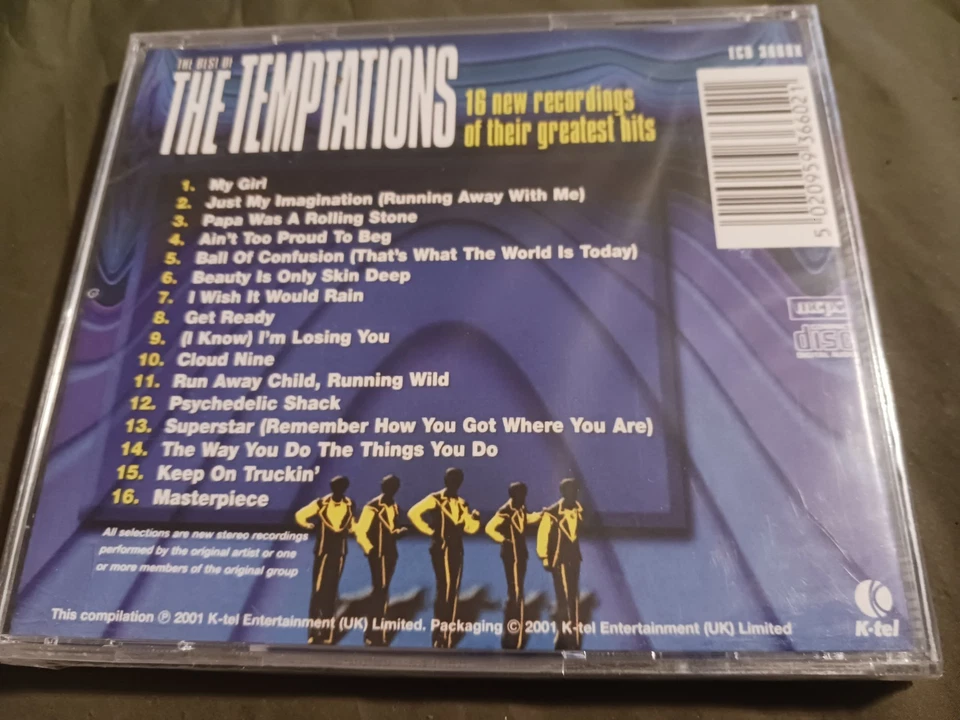 THE BEST OF
THE TEMPTATIONS
16 new recordings
of their greatest hits
5 020959 366021
1. My Girl
2. Just My Imagination (Running Away With Me)
3. Papa Was A Rolling Stone
4. Ain't Too Proud To Beg
5. Ball Of Confusion (That's What The World Is Today)
6. Beauty Is Only Skin Deep
7. I Wish It Would Rain
8. Get Ready
9. (I Know) I'm Losing You
10. Cloud Nine
11. Run Away Child, Running Wild
12. Psychedelic Shack
13. Superstar (Remember How You Got Where You Are)
14. The Way You Do The Things You Do
15. Keep On Truckin'
16. Masterpiece
mcps
disc
All selections are new stereo recordings
performed by the original artist or one
or more members of the original group
This compilation ℗ 2001 K-tel Entertainment (UK) Limited. Packaging © 2001 K-tel Entertainment (UK) Limited
K-tel